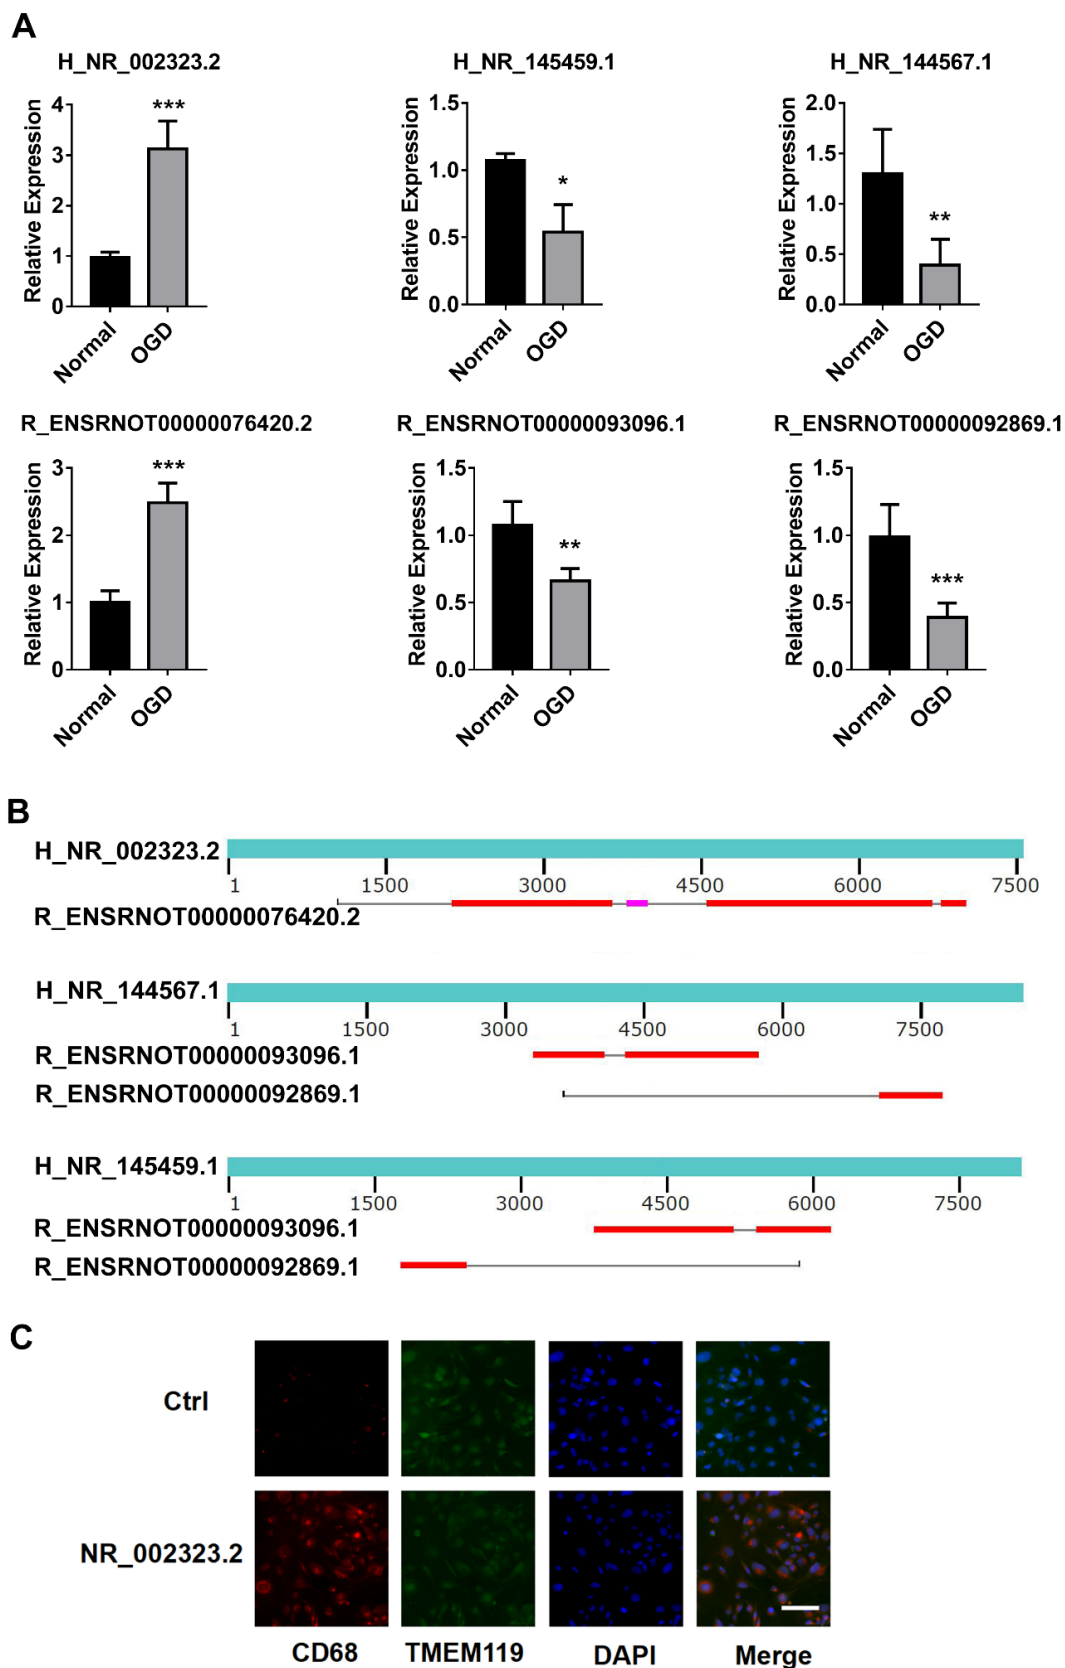 A
H_NR_002323.2 H_NR_145459.1 H_NR_144567.1
Relative Expression
4
3
2
1
0
***
Normal OGD
Relative Expression
1.5
1.0
0.5
0.0
*
Normal OGD
Relative Expression
2.0
1.5
1.0
0.5
0.0
**
Normal OGD
R_ENSRNOT00000076420.2 R_ENSRNOT00000093096.1 R_ENSRNOT00000092869.1
Relative Expression
3
2
1
0
***
Normal OGD
Relative Expression
1.5
1.0
0.5
0.0
**
Normal OGD
Relative Expression
1.5
1.0
0.5
0.0
***
Normal OGD
B
H_NR_002323.2
1 1500 3000 4500 6000 7500
R_ENSRNOT00000076420.2
H_NR_144567.1
1 1500 3000 4500 6000 7500
R_ENSRNOT00000093096.1
R_ENSRNOT00000092869.1
H_NR_145459.1
1 1500 3000 4500 6000 7500
R_ENSRNOT00000093096.1
R_ENSRNOT00000092869.1
C
Ctrl
NR_002323.2
CD68 TMEM119 DAPI Merge